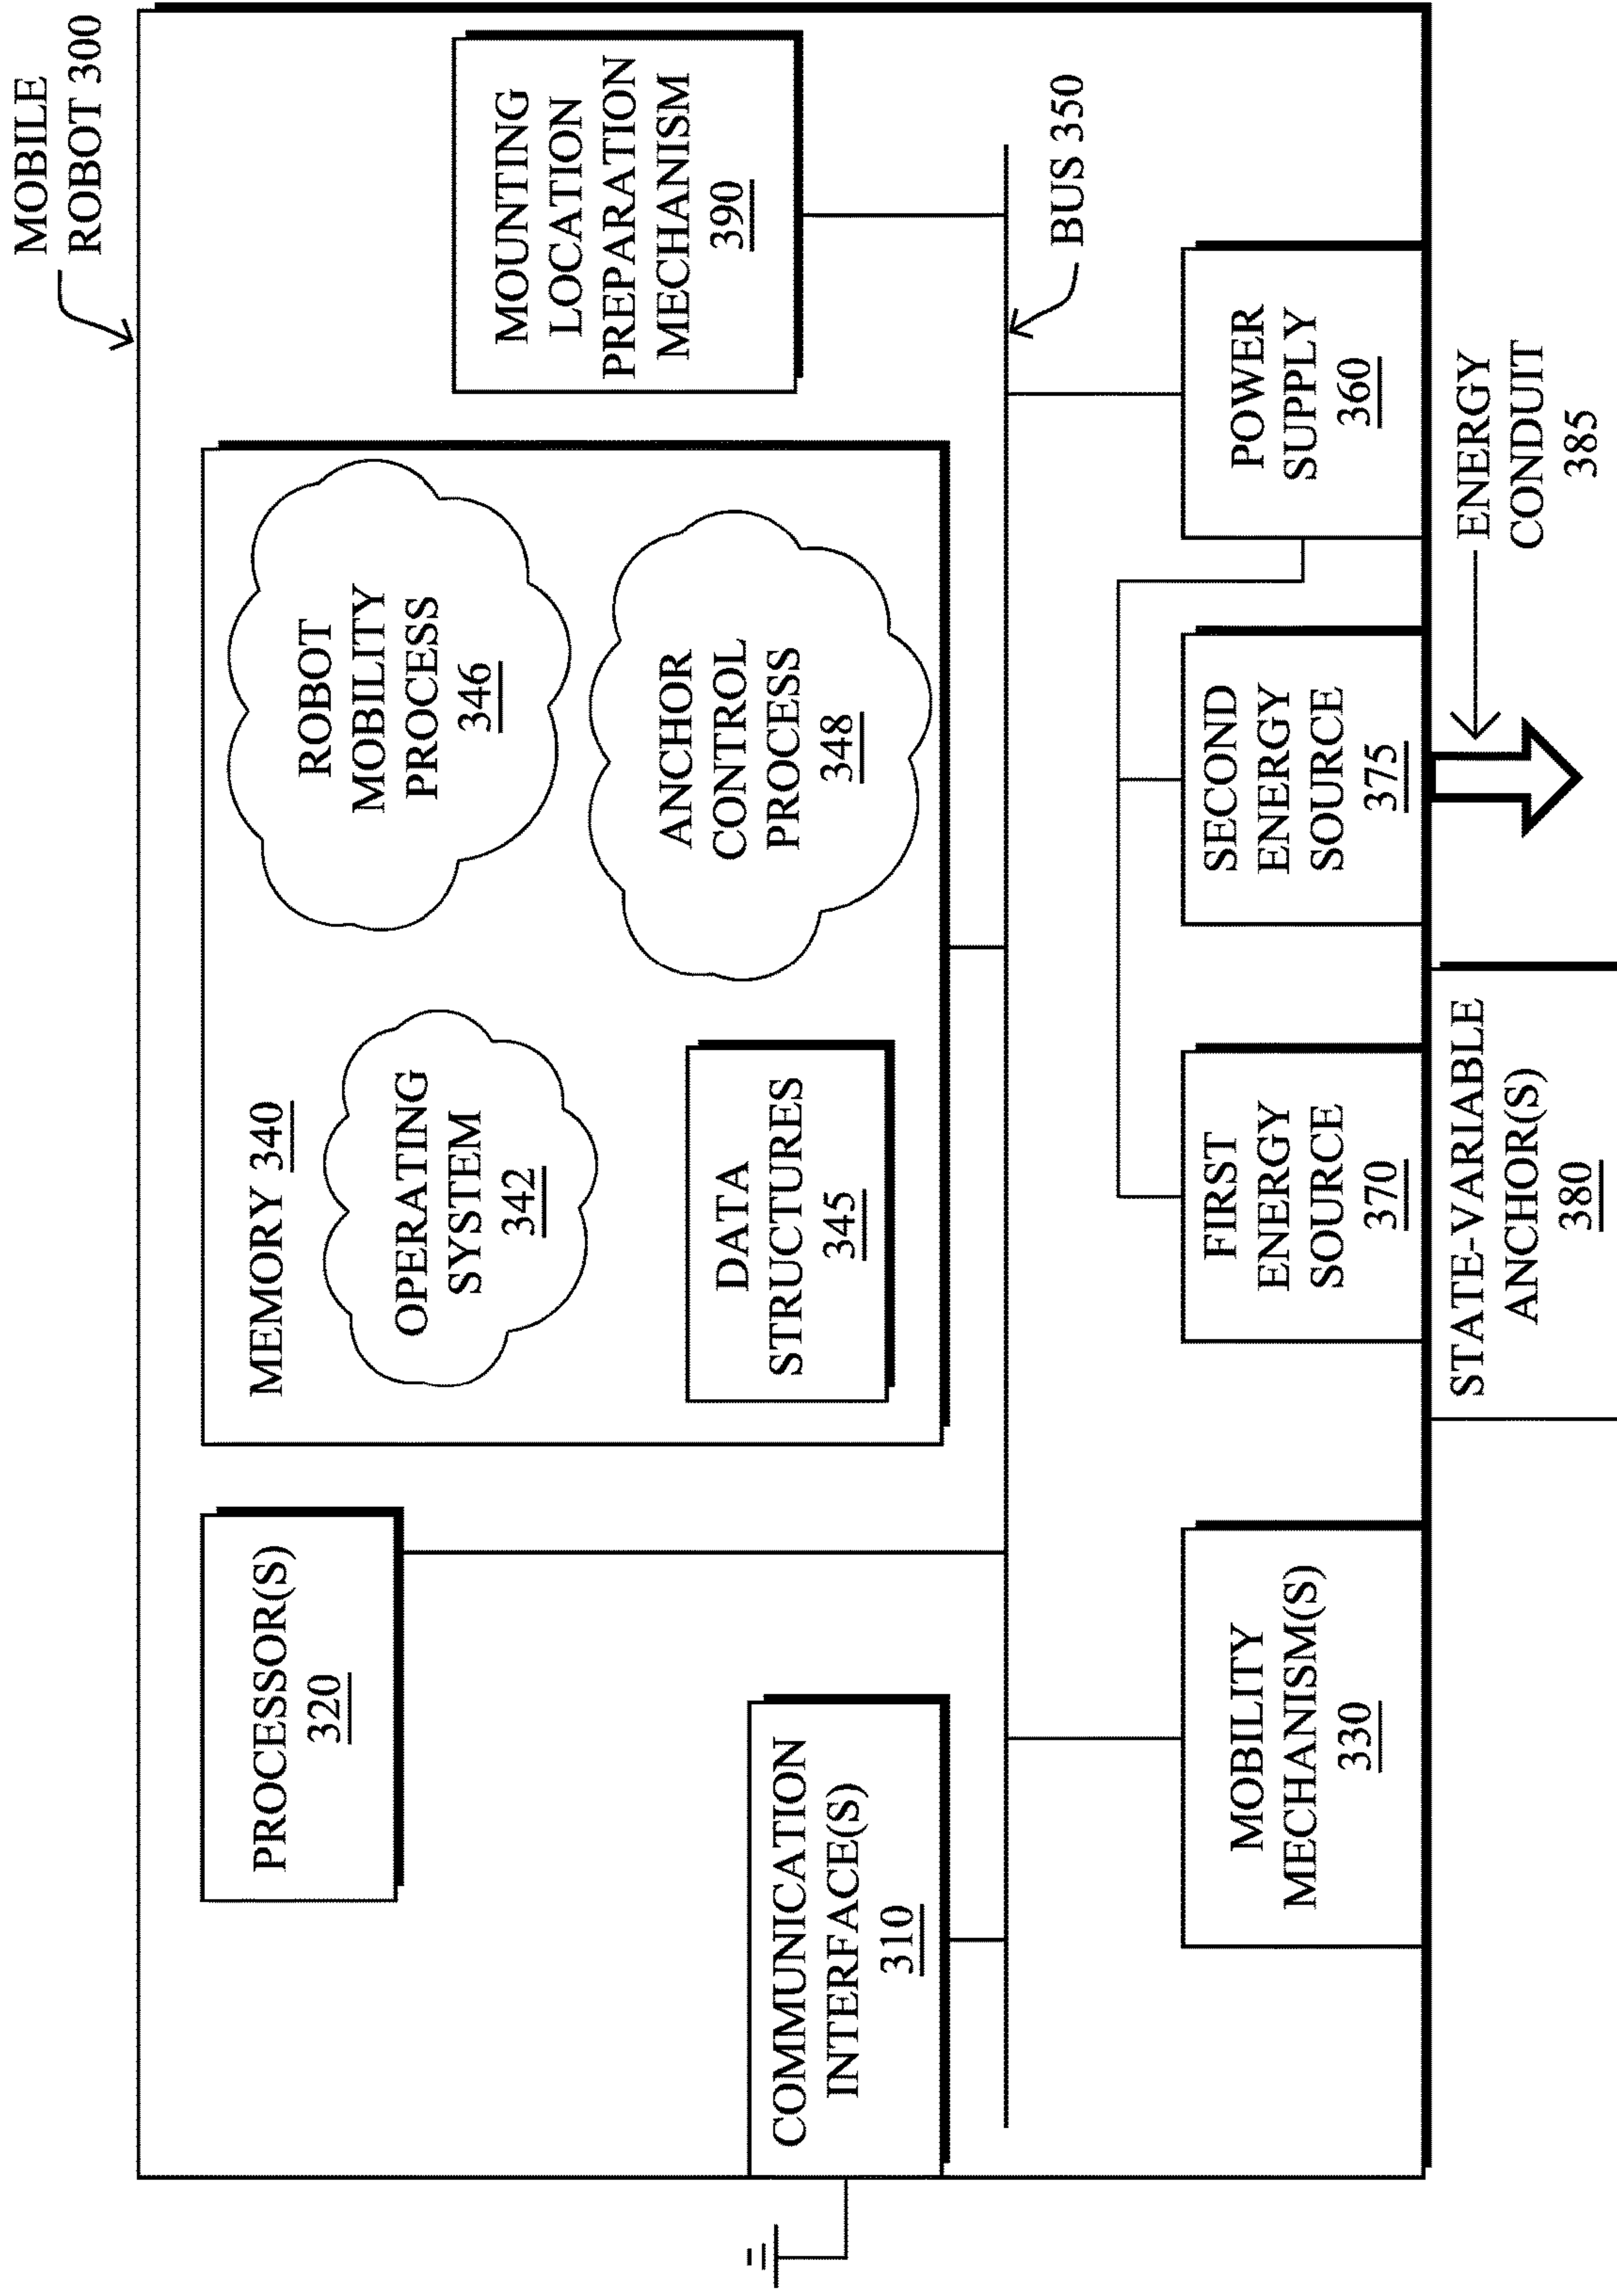 MOBILE
ROBOT 300
PROCESSOR(S)
320
MEMORY 340
OPERATING
SYSTEM
342
ROBOT
MOBILITY
PROCESS
346
DATA
STRUCTURES
345
ANCHOR
CONTROL
PROCESS
348
MOUNTING
LOCATION
PREPARATION
MECHANISM
390
COMMUNICATION
INTERFACE(S)
310
BUS 350
MOBILITY
MECHANISM(S)
330
FIRST
ENERGY
SOURCE
370
SECOND
ENERGY
SOURCE
375
POWER
SUPPLY
360
STATE-VARIABLE
ANCHOR(S)
380
ENERGY
CONDUIT
385